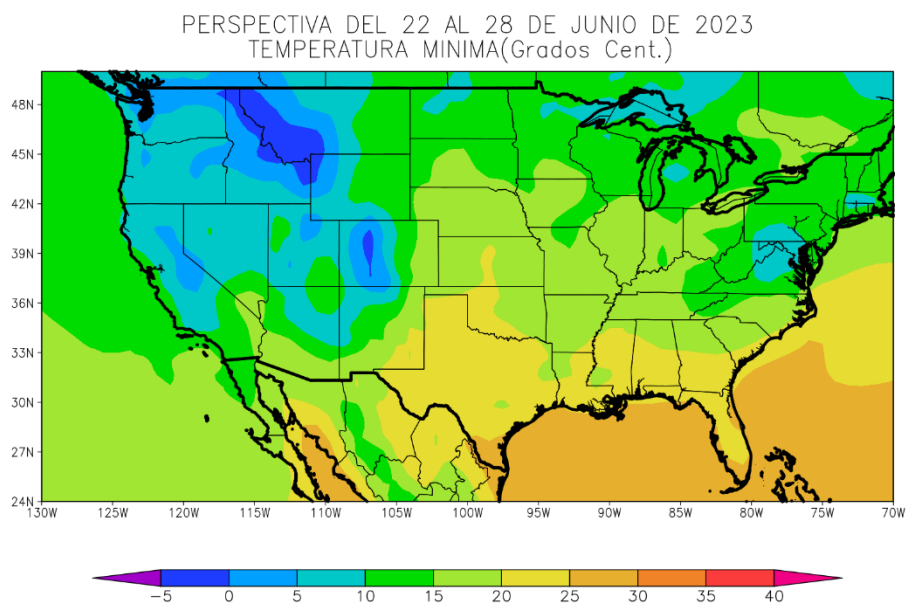 PERSPECTIVA DEL 22 AL 28 DE JUNIO DE 2023
TEMPERATURA MINIMA(Grados Cent.)
48N
45N
42N
39N
36N
33N
30N
27N
24N
130W 125W 120W 115W 110W 105W 100W 95W 90W 85W 80W 75W 70W
-5 0 5 10 15 20 25 30 35 40